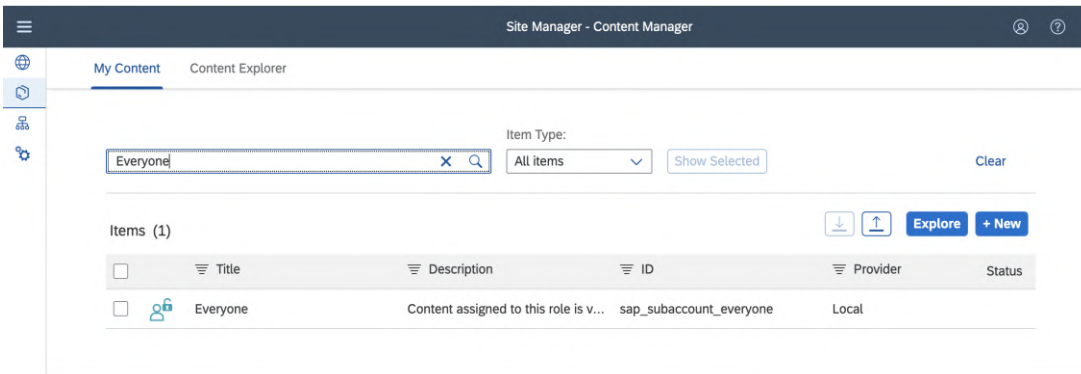 Site Manager - Content Manager
My Content Content Explorer
Item Type:
Everyone All items Show Selected Clear
Items (1) Explore + New
Title Description ID Provider Status
Everyone Content assigned to this role is v... sap_subaccount_everyone Local